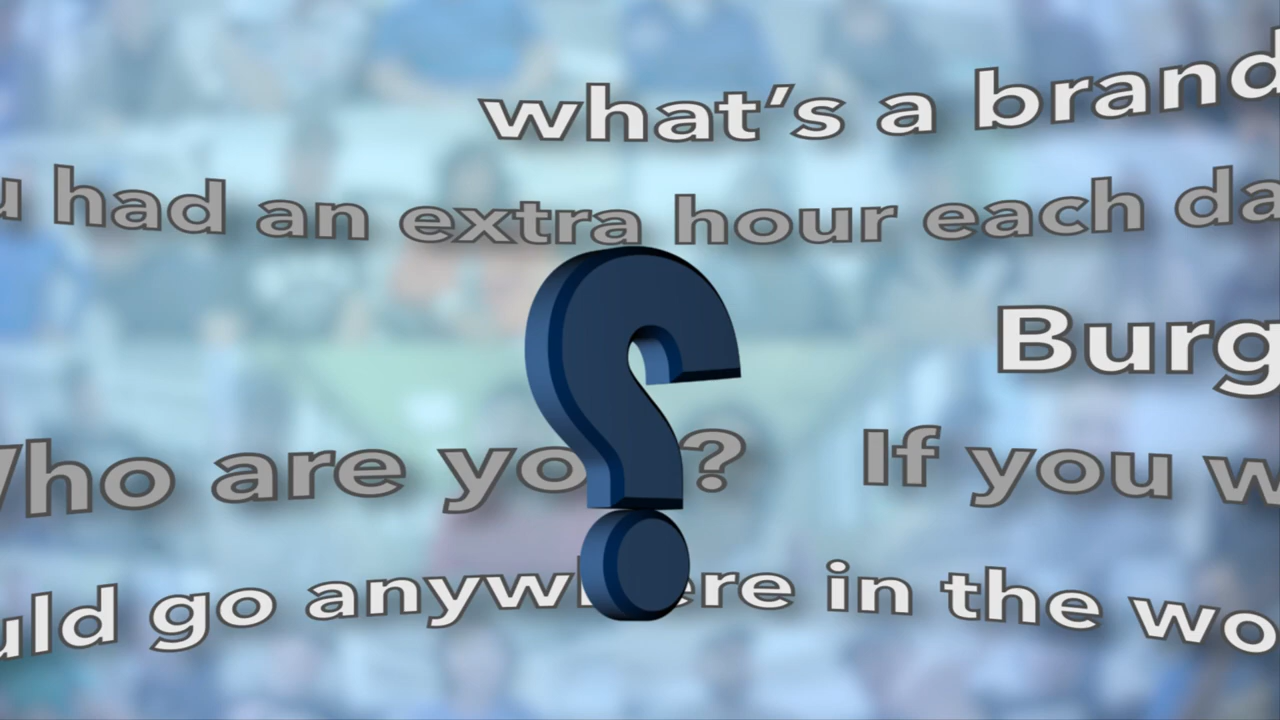 what's a brand
u had an extra hour each da
Burg
Who are yo ? If you w
uld go anyw ere in the wo
?